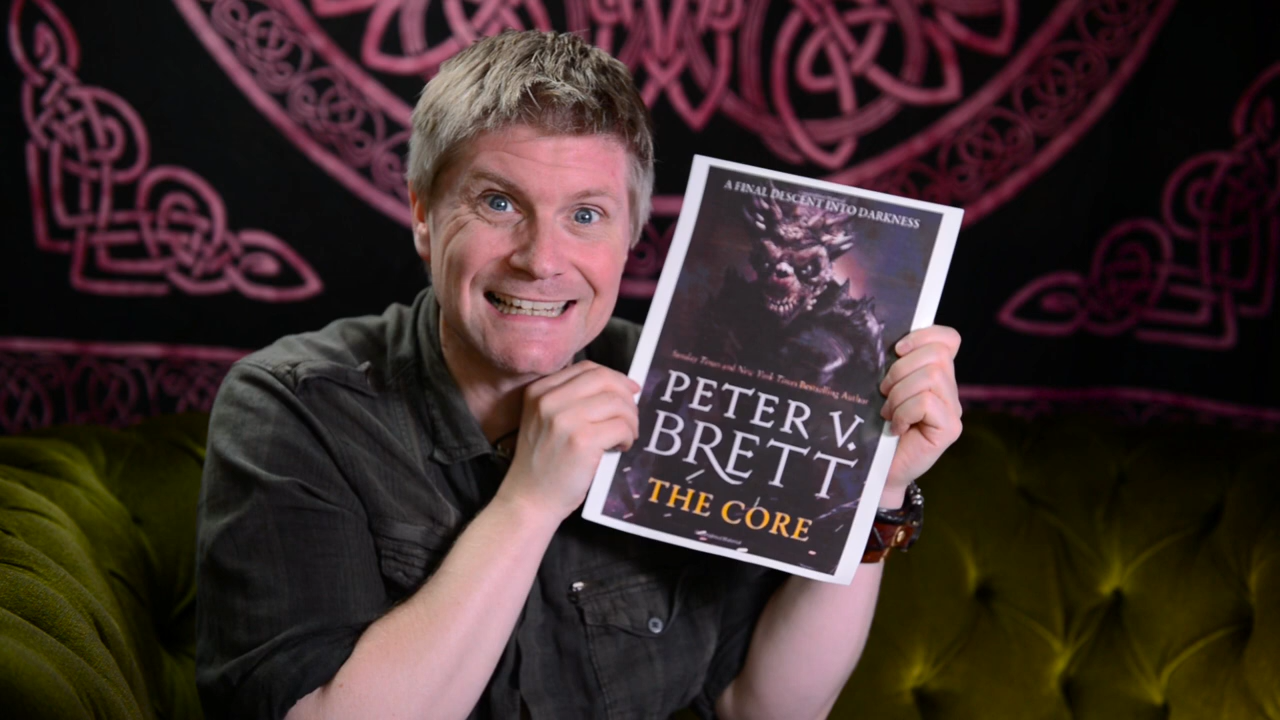 A FINAL DESCENT INTO DARKNESS
Sunday Times and New York Times Bestselling Author
PETER V.
BRETT
THE CORE